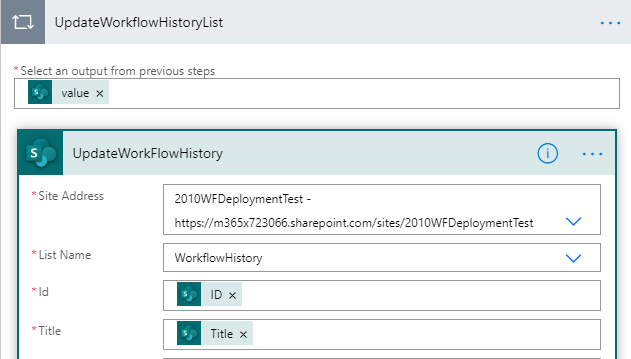 UpdateWorkflowHistoryList
* Select an output from previous steps
S value ×
S UpdateWorkFlowHistory i
* Site Address
2010WFDeploymentTest -
https://m365x723066.sharepoint.com/sites/2010WFDeploymentTest
* List Name WorkflowHistory
* Id S ID ×
* Title S Title ×